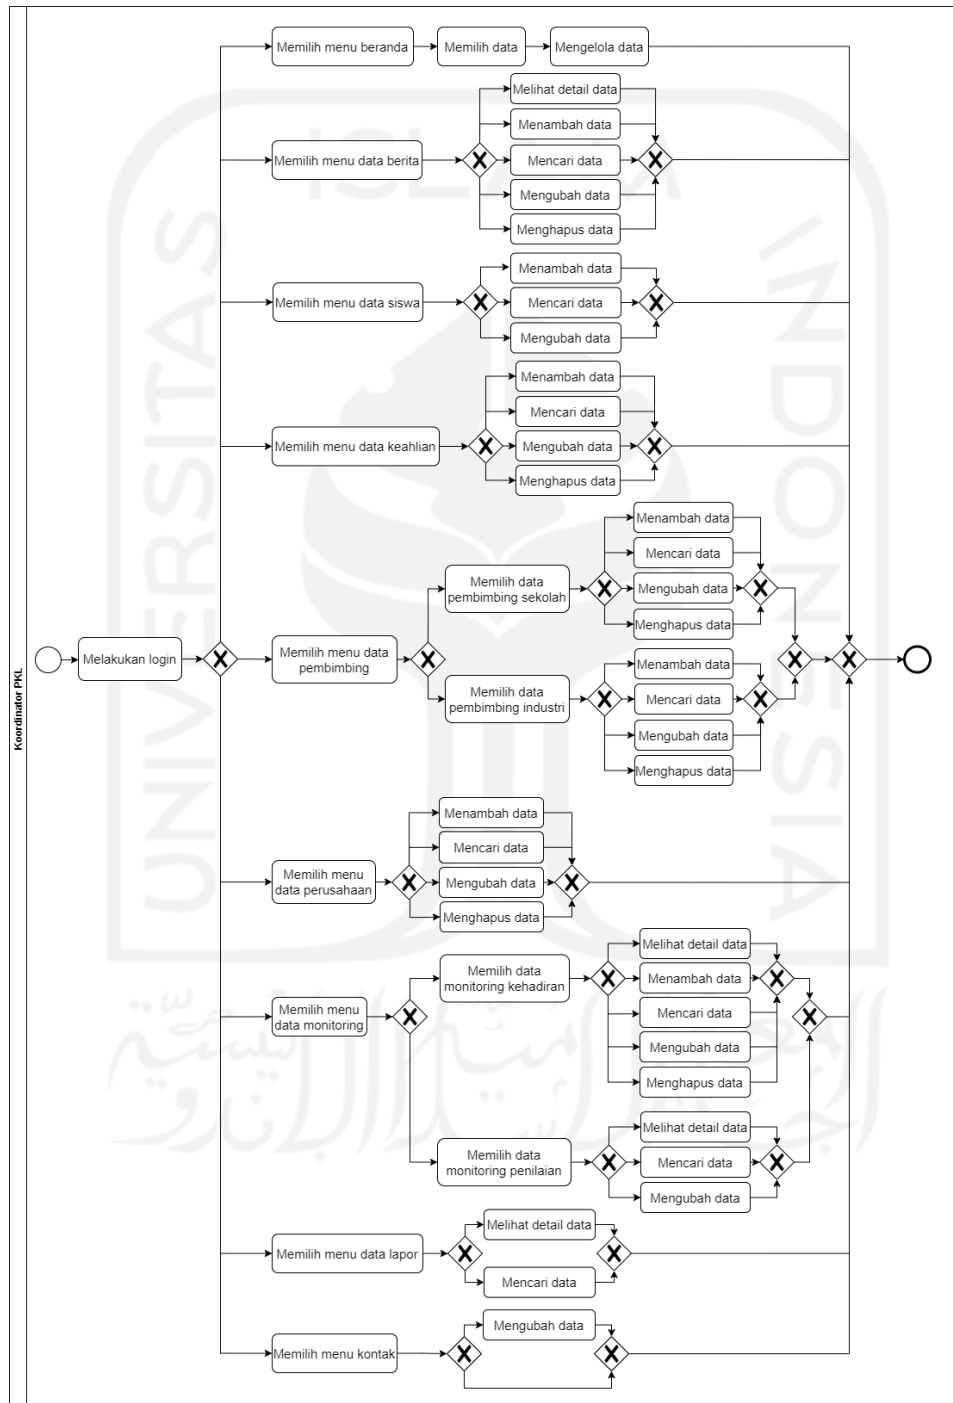 Koordinator PKL
Melakukan login
Memilih menu beranda
Memilih data
Mengelola data
Memilih menu data berita
Melihat detail data
Menambah data
Mencari data
Mengubah data
Menghapus data
Memilih menu data siswa
Menambah data
Mencari data
Mengubah data
Memilih menu data keahlian
Menambah data
Mencari data
Mengubah data
Menghapus data
Memilih menu data
pembimbing
Memilih data
pembimbing sekolah
Menambah data
Mencari data
Mengubah data
Menghapus data
Memilih data
pembimbing industri
Menambah data
Mencari data
Mengubah data
Menghapus data
Memilih menu
data perusahaan
Menambah data
Mencari data
Mengubah data
Menghapus data
Memilih menu
data monitoring
Memilih data
monitoring kehadiran
Melihat detail data
Menambah data
Mencari data
Mengubah data
Menghapus data
Memilih data
monitoring penilaian
Melihat detail data
Mencari data
Mengubah data
Memilih menu data lapor
Melihat detail data
Mencari data
Memilih menu kontak
Mengubah data
UNIVERSITAS
ISLAM
INDONESIA